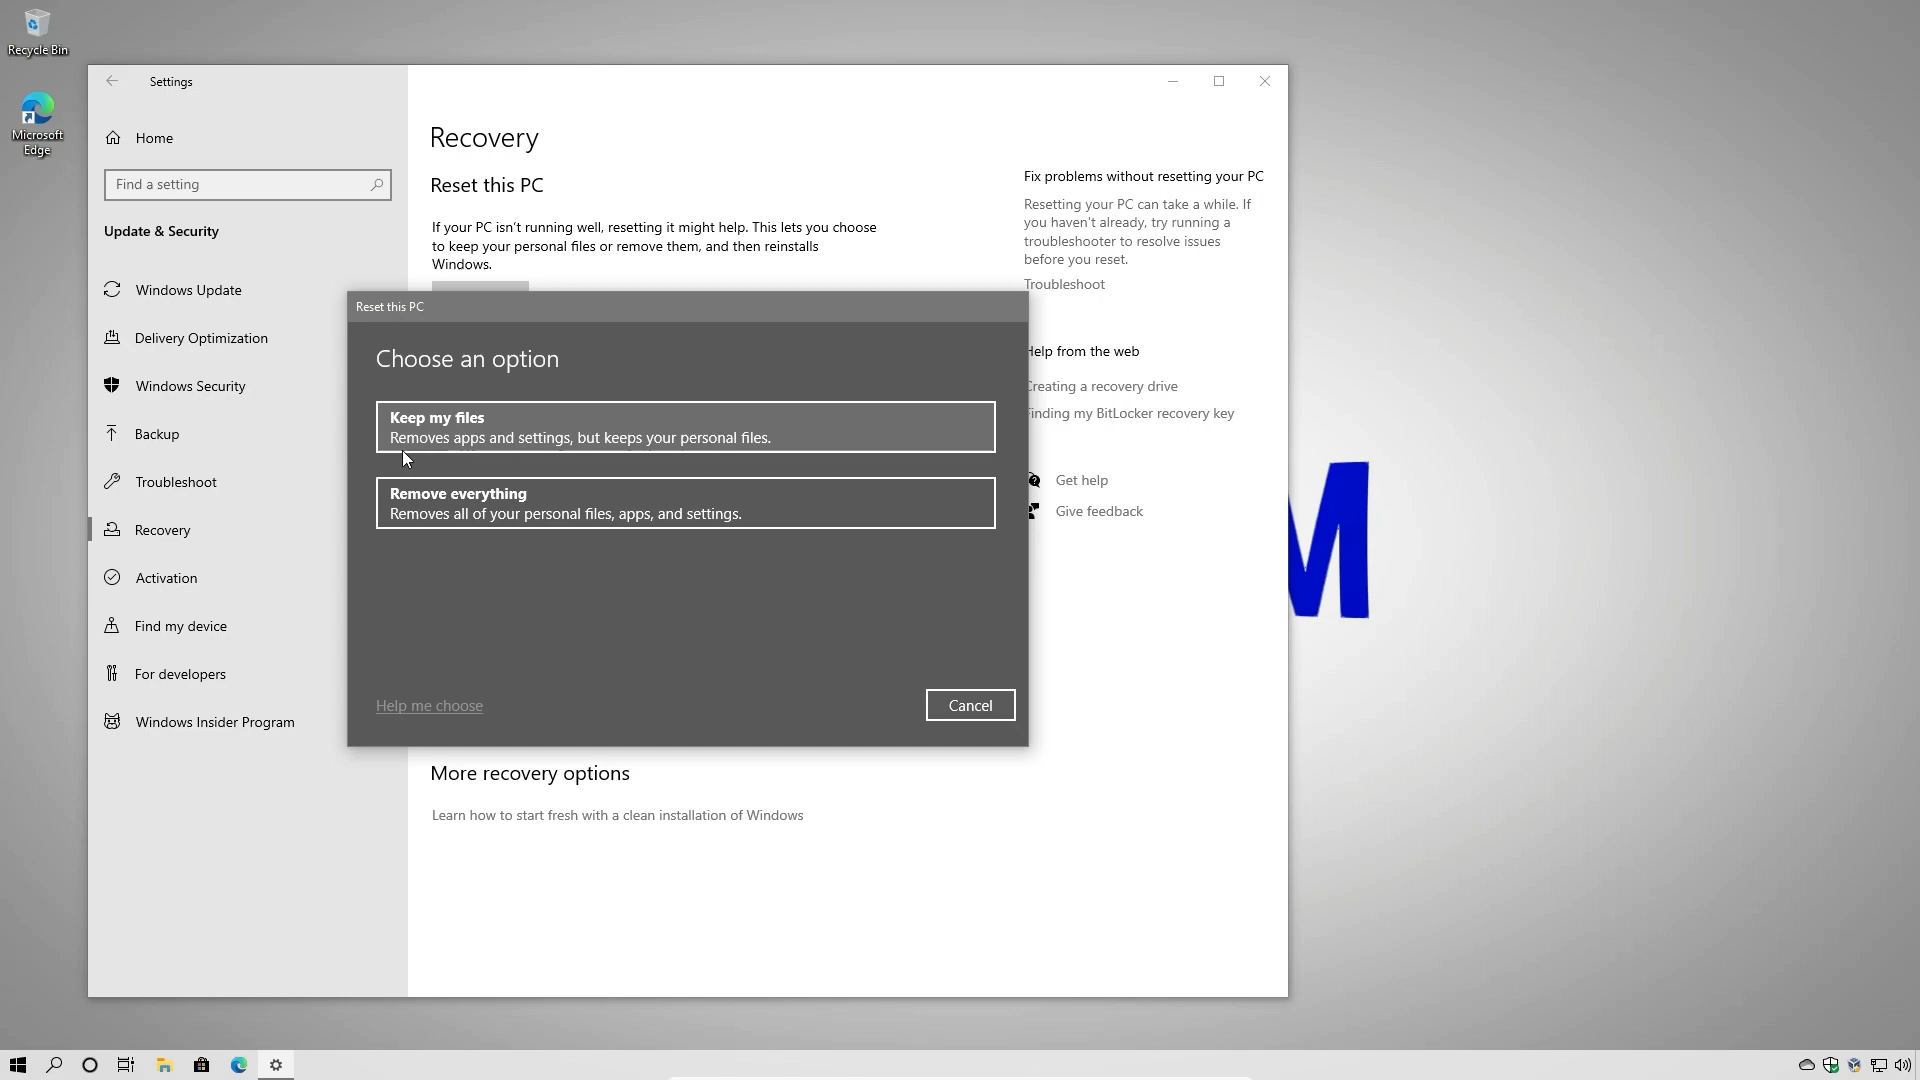 Recycle Bin
Microsoft
Edge
Settings
Home
Find a setting
Update & Security
Windows Update
Delivery Optimization
Windows Security
Backup
Troubleshoot
Recovery
Activation
Find my device
For developers
Windows Insider Program
Recovery
Reset this PC
If your PC isn't running well, resetting it might help. This lets you choose
to keep your personal files or remove them, and then reinstalls
Windows.
Reset this PC
Choose an option
Keep my files
Removes apps and settings, but keeps your personal files.
Remove everything
Removes all of your personal files, apps, and settings.
Help me choose
Cancel
More recovery options
Learn how to start fresh with a clean installation of Windows
Fix problems without resetting your PC
Resetting your PC can take a while. If
you haven't already, try running a
troubleshooter to resolve issues
before you reset.
Troubleshoot
Help from the web
Creating a recovery drive
Finding my BitLocker recovery key
Get help
Give feedback
M